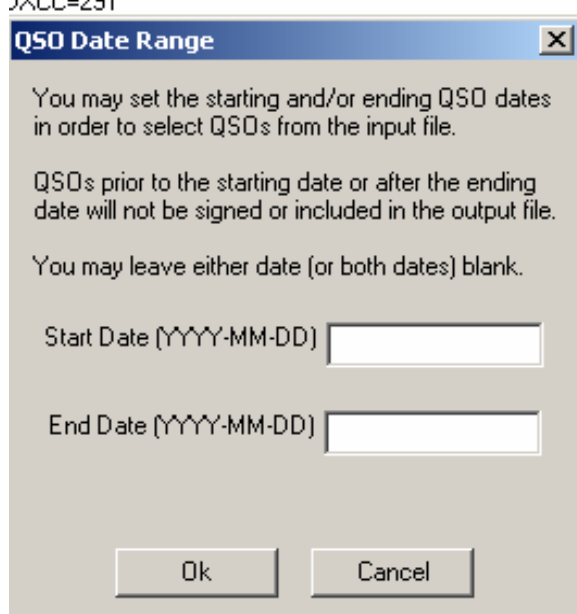 DXCC=291
QSO Date Range
You may set the starting and/or ending QSO dates
in order to select QSOs from the input file.
QSOs prior to the starting date or after the ending
date will not be signed or included in the output file.
You may leave either date (or both dates) blank.
Start Date (YYYY-MM-DD)
End Date (YYYY-MM-DD)
Ok
Cancel